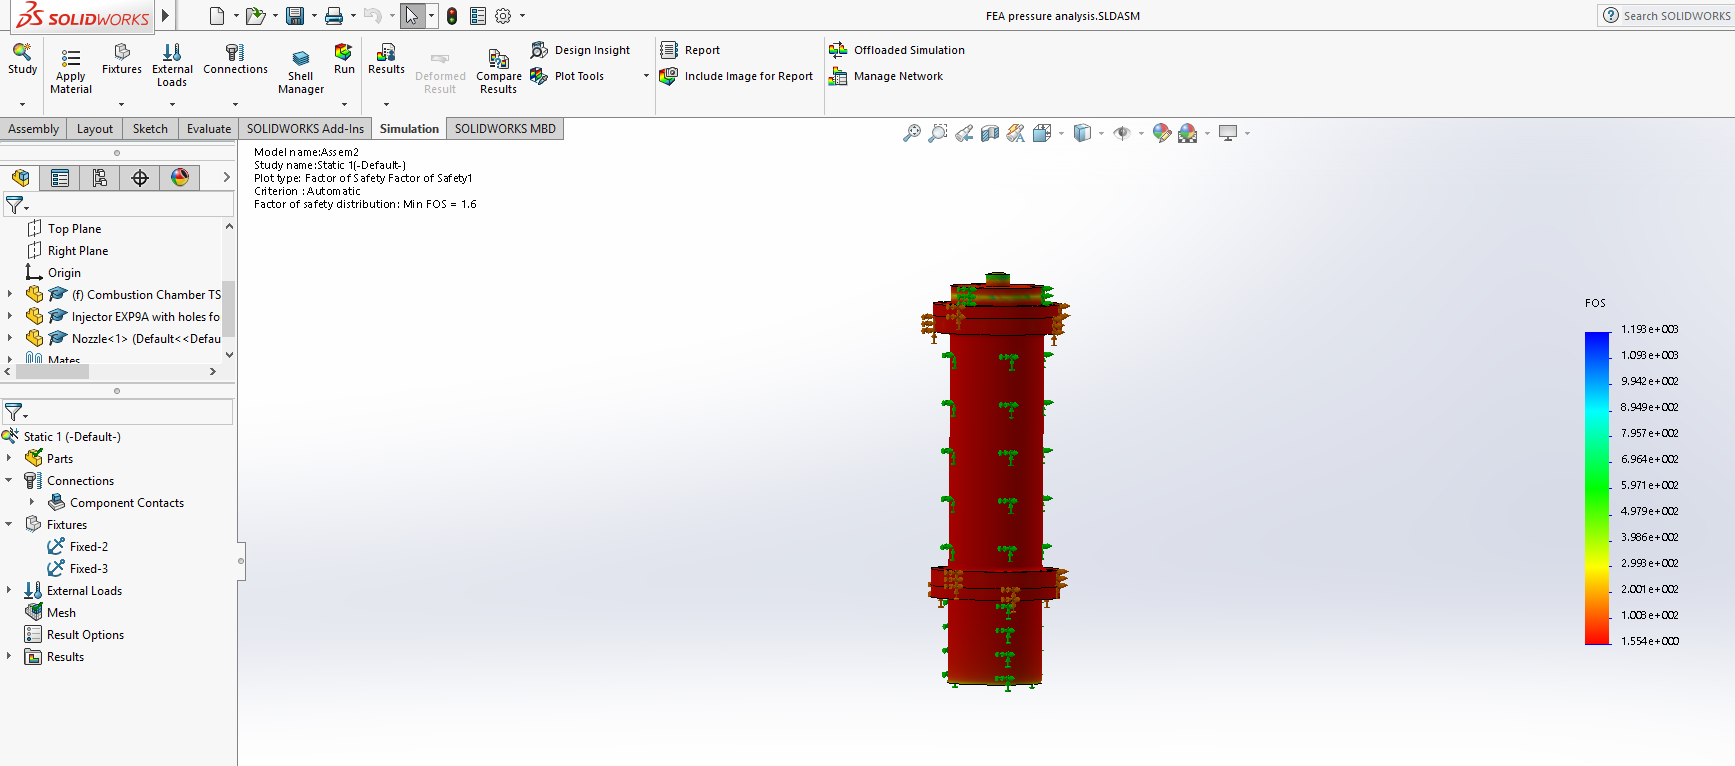 SOLIDWORKS
FEA pressure analysis.SLDASM
Search SOLIDWORKS
Study
Apply Material
Fixtures
External Loads
Connections
Shell Manager
Run
Results
Deformed Result
Compare Results
Design Insight
Plot Tools
Report
Include Image for Report
Offloaded Simulation
Manage Network
Assembly
Layout
Sketch
Evaluate
SOLIDWORKS Add-Ins
Simulation
SOLIDWORKS MBD
Model name:Assem2
Study name:Static 1(-Default-)
Plot type: Factor of Safety Factor of Safety1
Criterion : Automatic
Factor of safety distribution: Min FOS = 1.6
Top Plane
Right Plane
Origin
(f) Combustion Chamber TS
Injector EXP9A with holes fo
Nozzle<1> (Default<<Defau
Mates
Static 1 (-Default-)
Parts
Connections
Component Contacts
Fixtures
Fixed-2
Fixed-3
External Loads
Mesh
Result Options
Results
FOS
1.193e+003
1.093e+003
9.942e+002
8.949e+002
7.957e+002
6.964e+002
5.971e+002
4.979e+002
3.986e+002
2.993e+002
2.001e+002
1.003e+002
1.554e+000